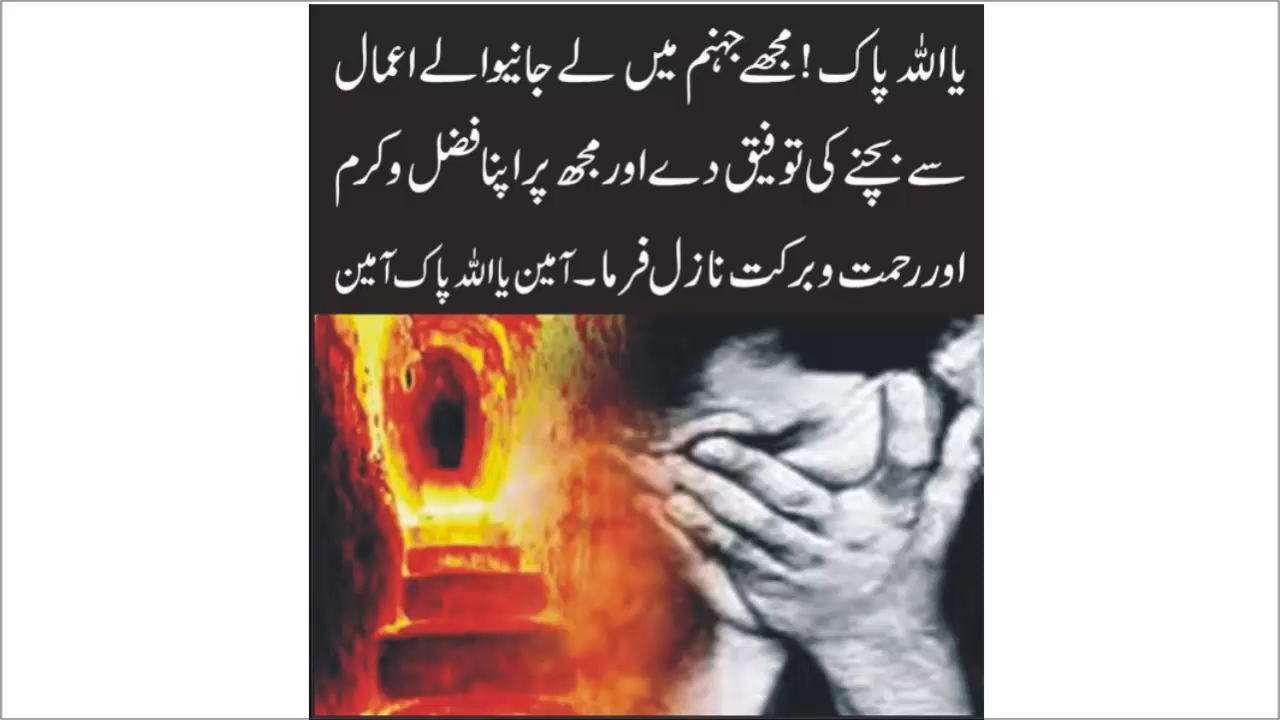 یا اللہ پاک ! مجھے جہنم میں لے جانیوالے اعمال
سے بچنے کی توفیق دے اور مجھ پر اپنا فضل و کرم
اور رحمت و برکت نازل فرما۔ آمین یا اللہ پاک آمین